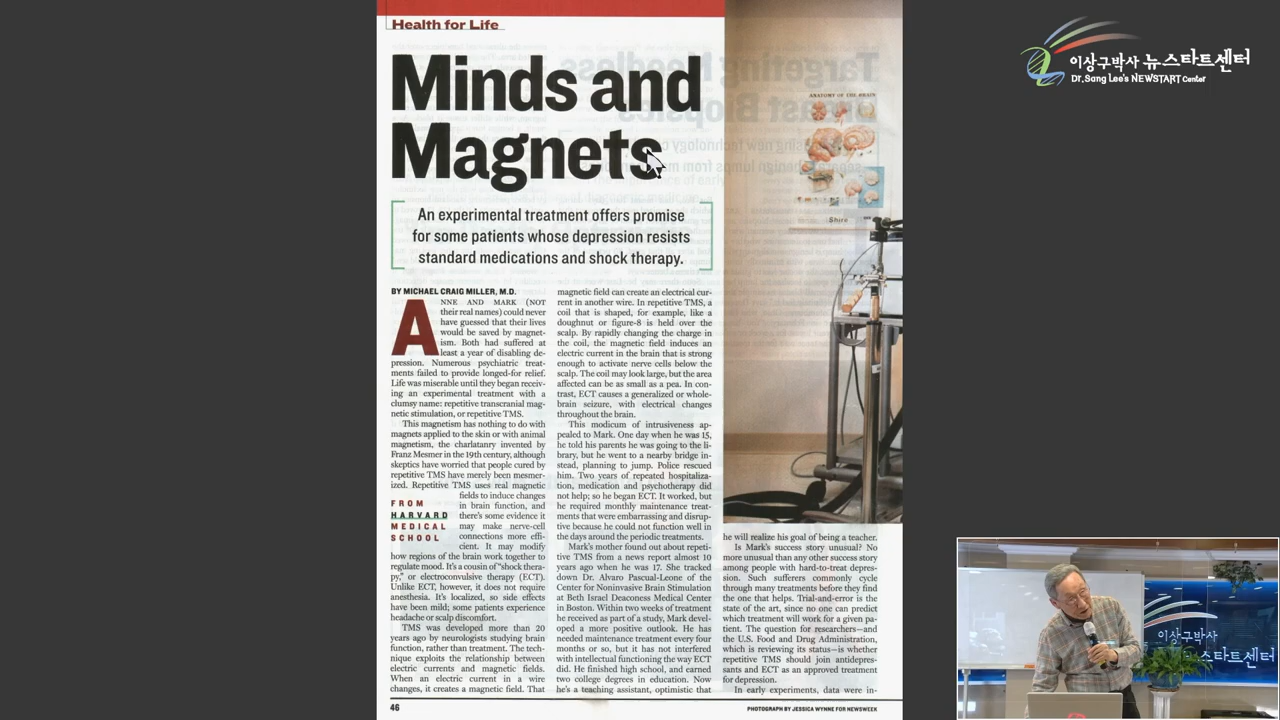 Health for Life
Minds and
Magnets
An experimental treatment offers promise
for some patients whose depression resists
standard medications and shock therapy.
BY MICHAEL CRAIG MILLER, M.D.
ANNE AND MARK (NOT
their real names) could never
have guessed that their lives
would be saved by magnet-
ism. Both had suffered at
least a year of disabling de-
pression. Numerous psychiatric treat-
ments failed to provide longed-for relief.
Life was miserable until they began receiv-
ing an experimental treatment with a
clumsy name: repetitive transcranial mag-
netic stimulation, or repetitive TMS.
This magnetism has nothing to do with
magnets applied to the skin or with animal
magnetism, the charlatanry invented by
Franz Mesmer in the 19th century, although
skeptics have worried that people cured by
repetitive TMS have merely been mesmer-
ized. Repetitive TMS uses real magnetic
fields to induce changes
in brain function, and
there's some evidence it
may make nerve-cell
connections more effi-
cient. It may modify
FROM
HARVARD
MEDICAL
SCHOOL
how regions of the brain work together to
regulate mood. It's a cousin of "shock thera-
py," or electroconvulsive therapy (ECT).
Unlike ECT, however, it does not require
anesthesia. It's localized, so side effects
have been mild; some patients experience
headache or scalp discomfort.
TMS was developed more than 20
years ago by neurologists studying brain
function, rather than treatment. The tech-
nique exploits the relationship between
electric currents and magnetic fields.
When an electric current in a wire
changes, it creates a magnetic field. That
magnetic field can create an electrical cur-
rent in another wire. In repetitive TMS, a
coil that is shaped, for example, like a
doughnut or figure-8 is held over the
scalp. By rapidly changing the charge in
the coil, the magnetic field induces an
electric current in the brain that is strong
enough to activate nerve cells below the
scalp. The coil may look large, but the area
affected can be as small as a pea. In con-
trast, ECT causes a generalized or whole-
brain seizure, with electrical changes
throughout the brain.
This modicum of intrusiveness ap-
pealed to Mark. One day when he was 15,
he told his parents he was going to the li-
brary, but he went to a nearby bridge in-
stead, planning to jump. Police rescued
him. Two years of repeated hospitaliza-
tion, medication and psychotherapy did
not help; so he began ECT. It worked, but
he required monthly maintenance treat-
ments that were embarrassing and disrup-
tive because he could not function well in
the days around the periodic treatments.
Mark's mother found out about repeti-
tive TMS from a news report almost 10
years ago when he was 17. She tracked
down Dr. Alvaro Pascual-Leone of the
Center for Noninvasive Brain Stimulation
at Beth Israel Deaconess Medical Center
in Boston. Within two weeks of treatment
he received as part of a study, Mark devel-
oped a more positive outlook. He has
needed maintenance treatment every four
months or so, but it has not interfered
with intellectual functioning the way ECT
did. He finished high school, and earned
two college degrees in education. Now
he's a teaching assistant, optimistic that
he will realize his goal of being a teacher.
Is Mark's success story unusual? No
more unusual than any other success story
among people with hard-to-treat depres-
sion. Such sufferers commonly cycle
through many treatments before they find
the one that helps. Trial-and-error is the
state of the art, since no one can predict
which treatment will work for a given pa-
tient. The question for researchers—and
the U.S. Food and Drug Administration,
which is reviewing its status—is whether
repetitive TMS should join antidepres-
sants and ECT as an approved treatment
for depression.
In early experiments, data were in-
46
PHOTOGRAPH BY JESSICA WYNNE FOR NEWSWEEK
ANATOMY OF THE BRAIN
Shire
이상구박사 뉴스타트센터
Dr. Sang Lee's NEWSTART Center
이상구박사
스타트센터